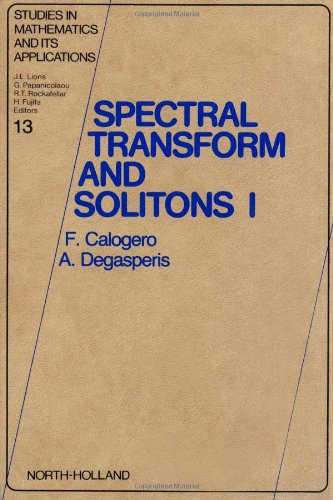 STUDIES IN
MATHEMATICS
AND ITS
APPLICATIONS
J.L. Lions
G. Papanicolaou
R.T. Rockafellar
H. Fujita
Editors
13
SPECTRAL
TRANSFORM
AND
SOLITONS I
F. Calogero
A. Degasperis
NORTH-HOLLAND